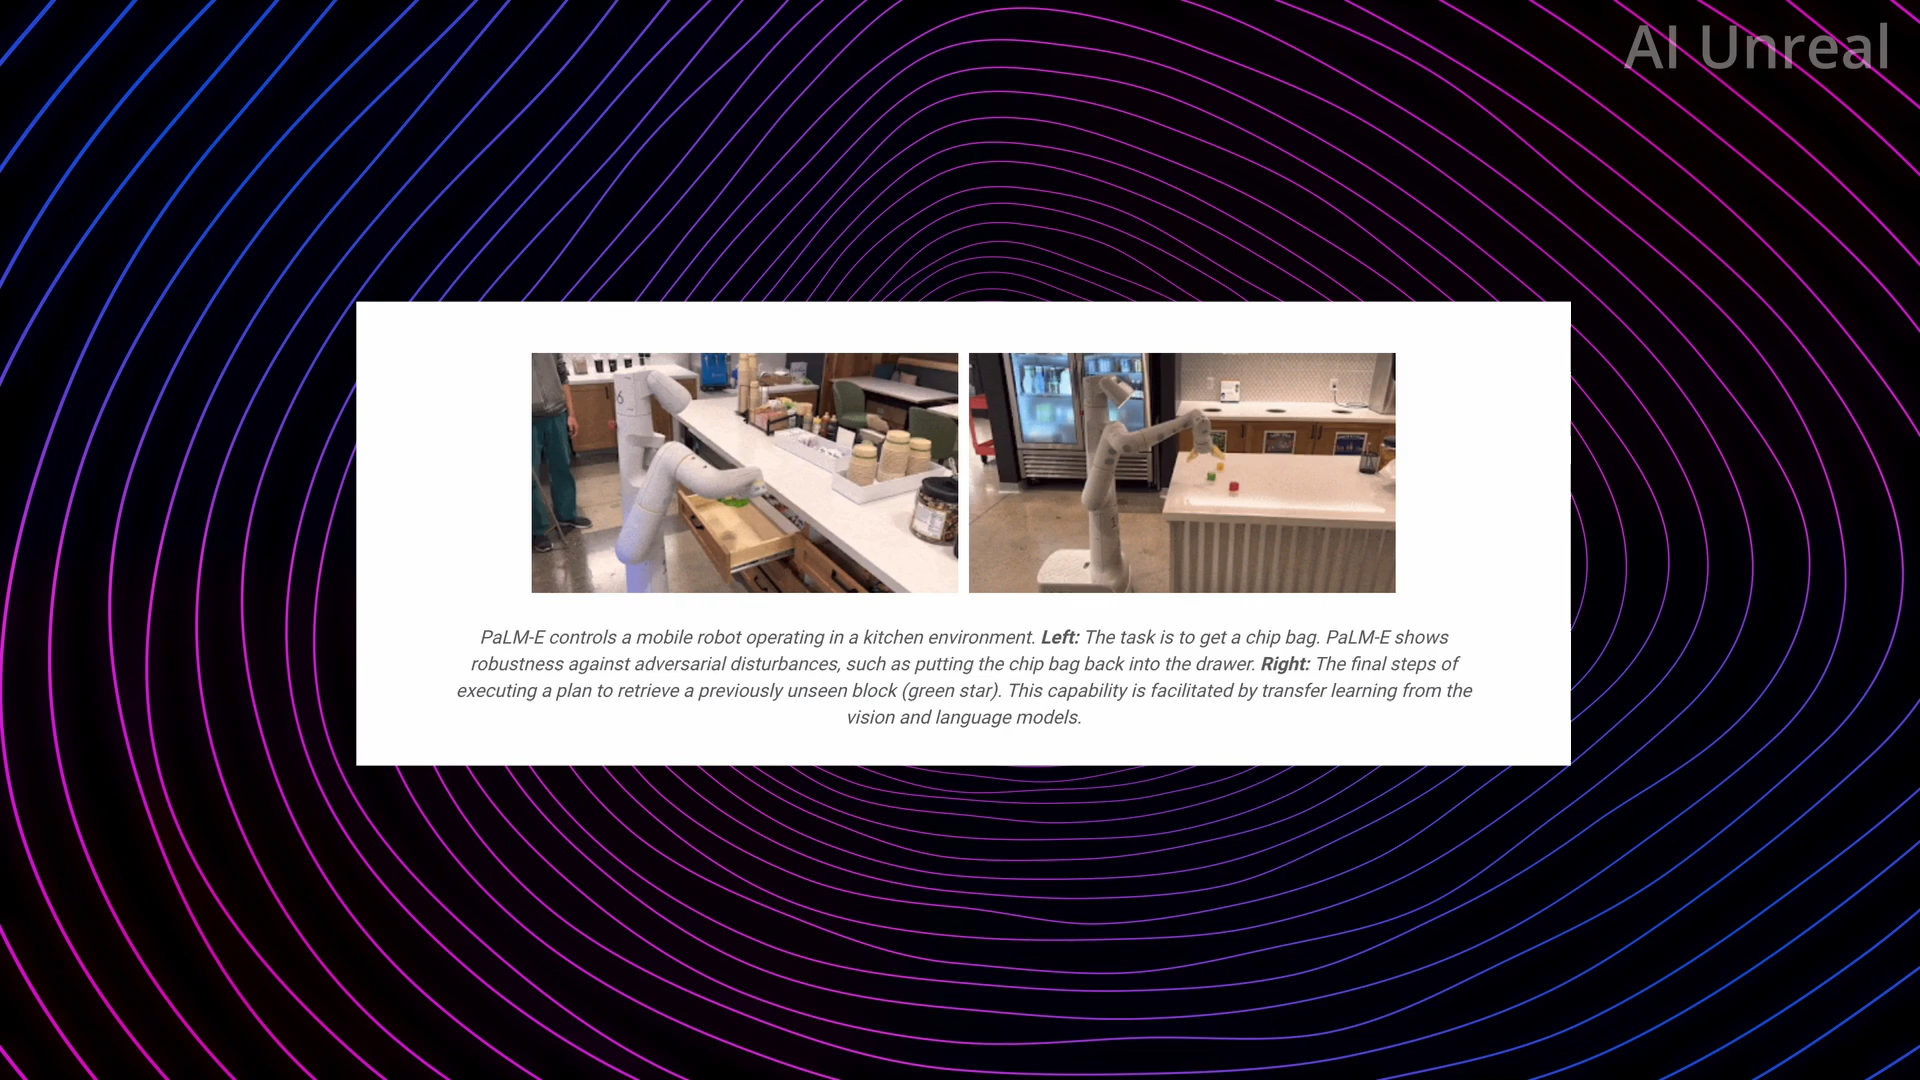 AI Unreal
PaLM-E controls a mobile robot operating in a kitchen environment. Left: The task is to get a chip bag. PaLM-E shows
robustness against adversarial disturbances, such as putting the chip bag back into the drawer. Right: The final steps of
executing a plan to retrieve a previously unseen block (green star). This capability is facilitated by transfer learning from the
vision and language models.